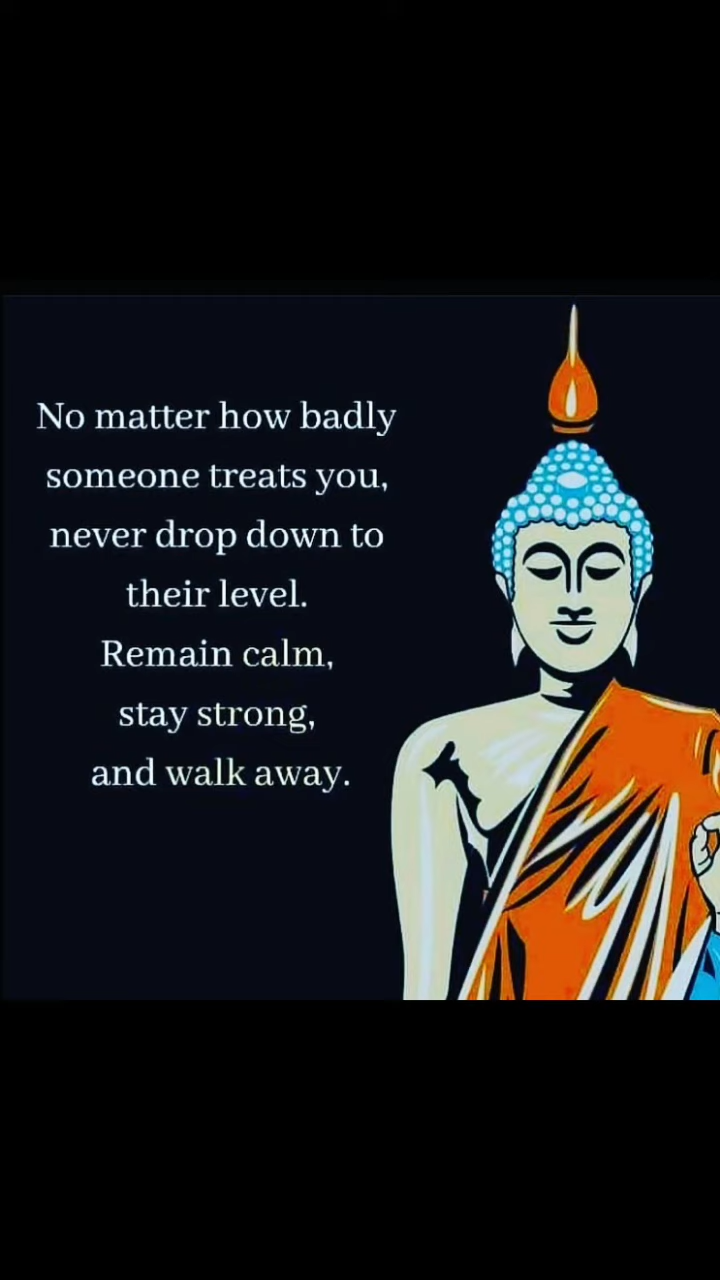 No matter how badly
someone treats you,
never drop down to
their level.
Remain calm,
stay strong,
and walk away.